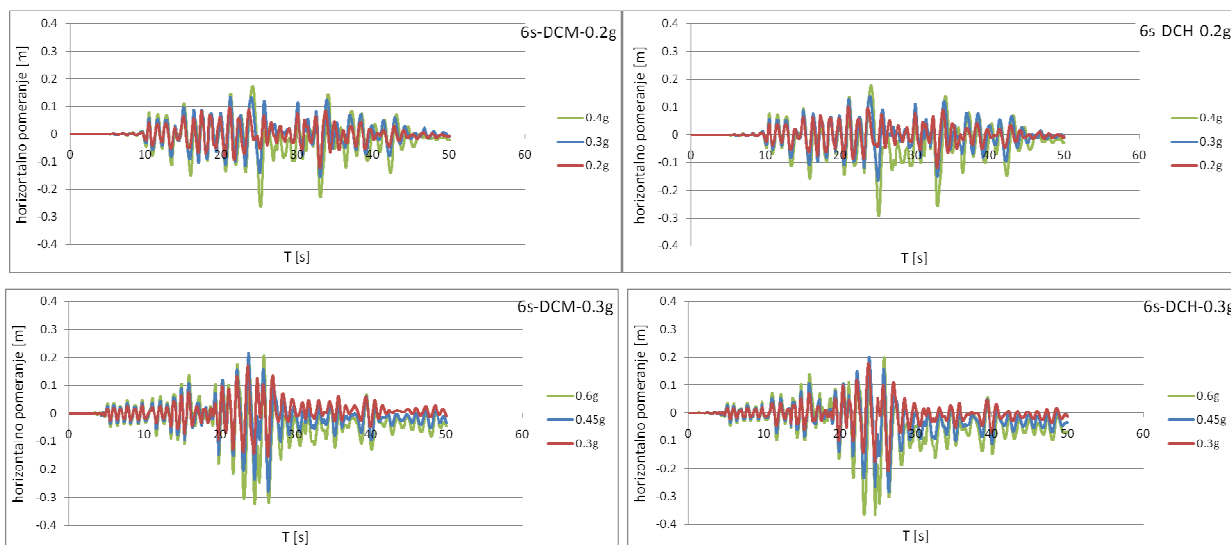 6s-DCM-0.2g
horizontalno pomeranje [m]
0.4
0.3
0.2
0.1
0
-0.1
-0.2
-0.3
-0.4
0 10 20 30 40 50 60
T [s]
0.4g
0.3g
0.2g
6s-DCH-0.2g
horizontalno pomeranje [m]
0.4
0.3
0.2
0.1
0
-0.1
-0.2
-0.3
-0.4
0 10 20 30 40 50 60
T [s]
0.4g
0.3g
0.2g
6s-DCM-0.3g
horizontalno pomeranje [m]
0.4
0.3
0.2
0.1
0
-0.1
-0.2
-0.3
-0.4
0 10 20 30 40 50 60
T [s]
0.6g
0.45g
0.3g
6s-DCH-0.3g
horizontalno pomeranje [m]
0.4
0.3
0.2
0.1
0
-0.1
-0.2
-0.3
-0.4
0 10 20 30 40 50 60
T [s]
0.6g
0.45g
0.3g